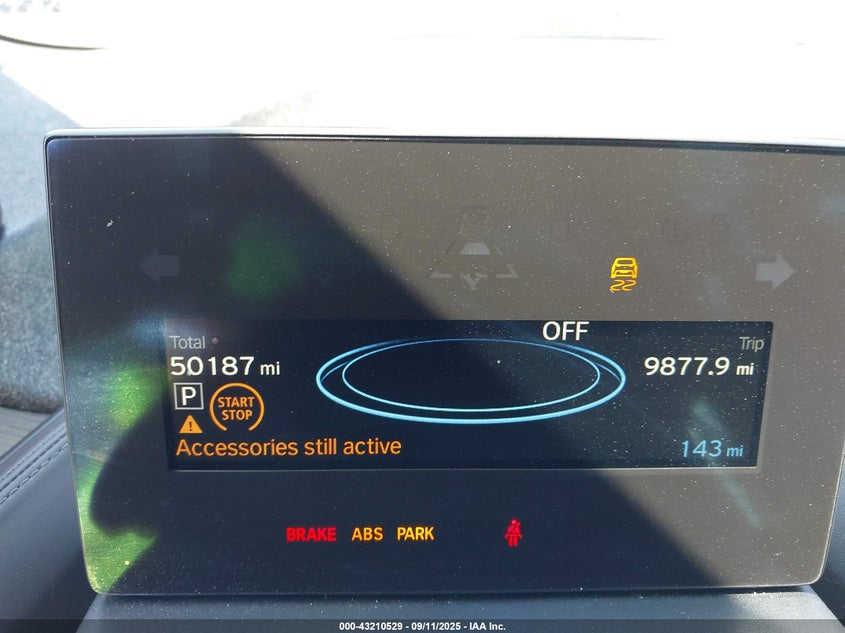 OFF
Total
Trip
50187 mi
9877.9 mi
P
START
STOP
Accessories still active
143 mi
BRAKE ABS PARK
000-43210529 - 09/11/2025 - IAA Inc.